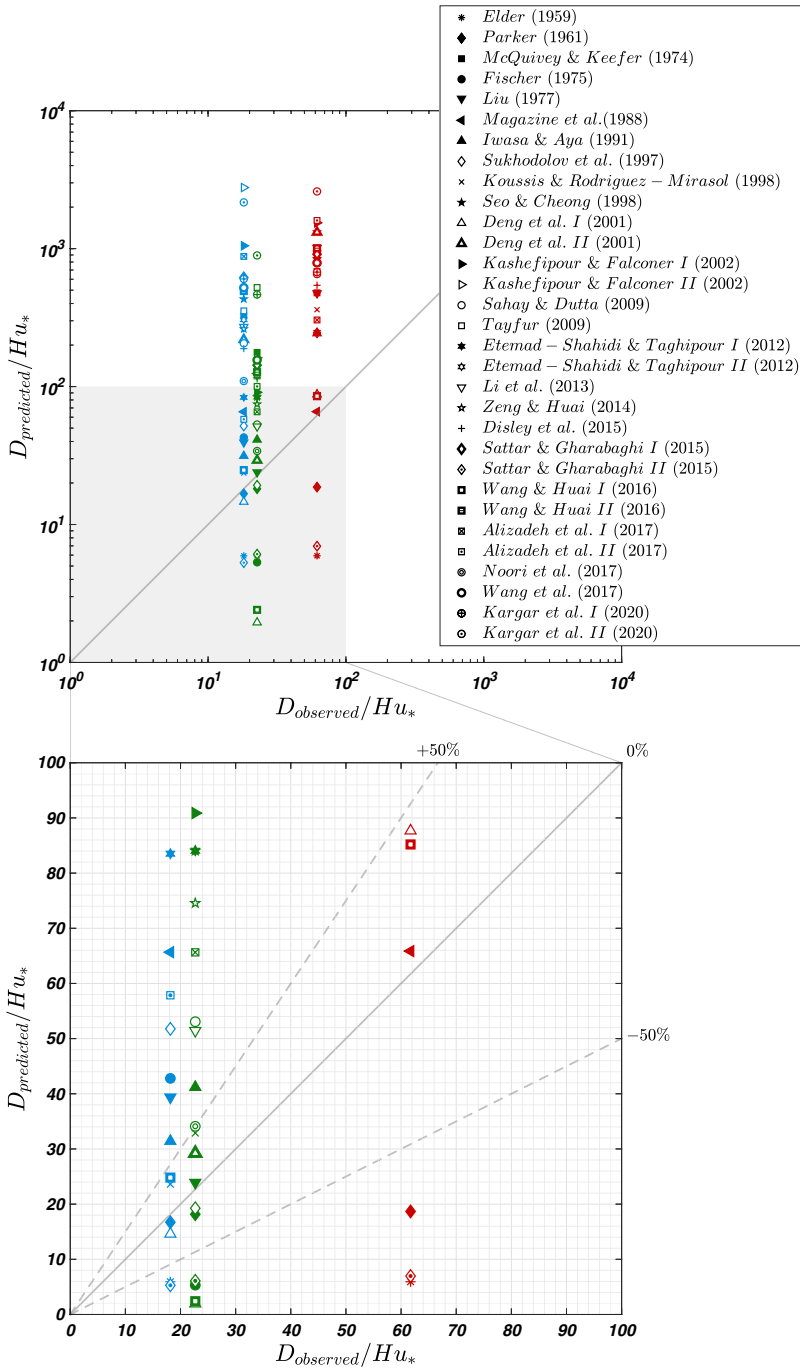 Elder (1959)
Parker (1961)
McQuivey & Keefer (1974)
Fischer (1975)
Liu (1977)
Magazine et al.(1988)
Iwasa & Aya (1991)
Sukhodolov et al. (1997)
Koussis & Rodriguez − Mirasol (1998)
Seo & Cheong (1998)
Deng et al. I (2001)
Deng et al. II (2001)
Kashefipour & Falconer I (2002)
Kashefipour & Falconer II (2002)
Sahay & Dutta (2009)
Tayfur (2009)
Etemad − Shahidi & Taghipour I (2012)
Etemad − Shahidi & Taghipour II (2012)
Li et al. (2013)
Zeng & Huai (2014)
Disley et al. (2015)
Sattar & Gharabaghi I (2015)
Sattar & Gharabaghi II (2015)
Wang & Huai I (2016)
Wang & Huai II (2016)
Alizadeh et al. I (2017)
Alizadeh et al. II (2017)
Noori et al. (2017)
Wang et al. (2017)
Kargar et al. I (2020)
Kargar et al. II (2020)
10^4
10^3
10^2
10^1
10^0
D_predicted/Hu_*
10^0 10^1 10^2 10^3 10^4
D_observed/Hu_*
+50% 0%
100
90
80
70
60
50
40
30
20
10
0
−50%
D_predicted/Hu_*
0 10 20 30 40 50 60 70 80 90 100
D_observed/Hu_*